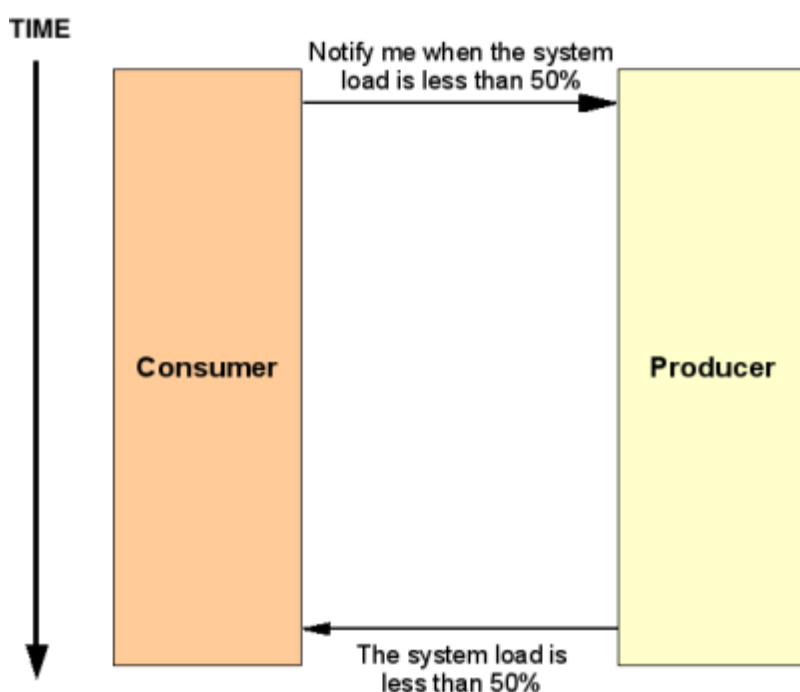 TIME
Notify me when the system
load is less than 50%
Consumer
Producer
The system load is
less than 50%